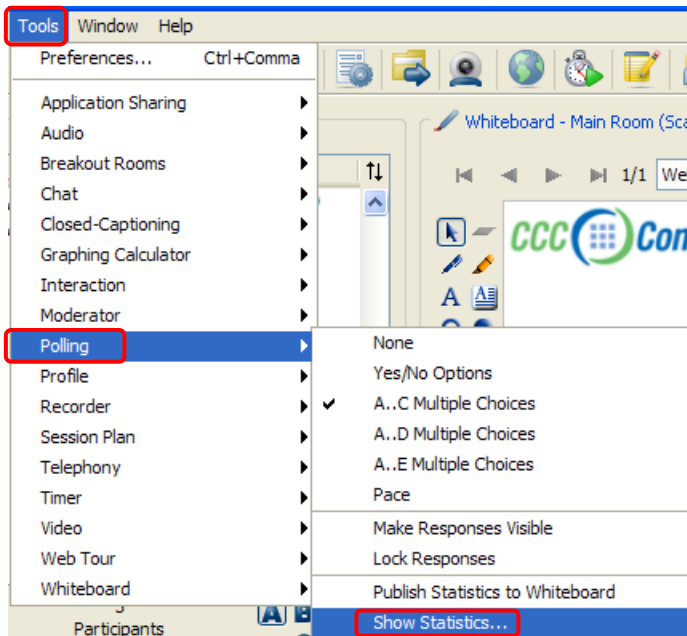 Tools Window Help
Preferences... Ctrl+Comma
Application Sharing
Audio
Breakout Rooms
Chat
Closed-Captioning
Graphing Calculator
Interaction
Moderator
Polling
Profile
Recorder
Session Plan
Telephony
Timer
Video
Web Tour
Whiteboard
Participants
Whiteboard - Main Room (Sca
1/1 We
CCC Con
A
None
Yes/No Options
A..C Multiple Choices
A..D Multiple Choices
A..E Multiple Choices
Pace
Make Responses Visible
Lock Responses
Publish Statistics to Whiteboard
Show Statistics...
A B